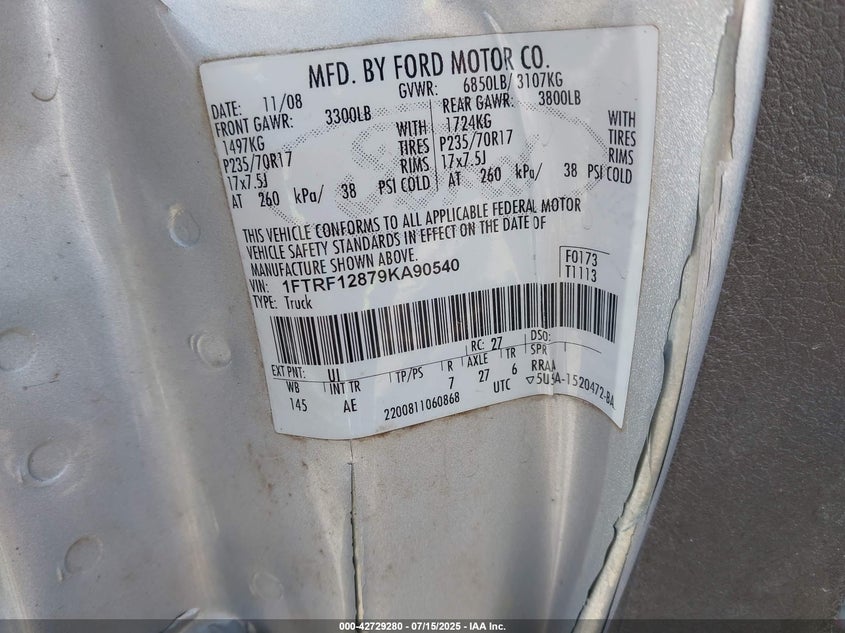 MFD. BY FORD MOTOR CO.
DATE: 11/08 GVWR: 6850LB/ 3107KG
FRONT GAWR: 3300LB REAR GAWR: 3800LB
1497KG WITH 1724KG WITH
P235/70R17 TIRES P235/70R17 TIRES
17x7.5J RIMS 17x7.5J RIMS
AT 260 kPa/ 38 PSI COLD AT 260 kPa/ 38 PSI COLD
THIS VEHICLE CONFORMS TO ALL APPLICABLE FEDERAL MOTOR
VEHICLE SAFETY STANDARDS IN EFFECT ON THE DATE OF
MANUFACTURE SHOWN ABOVE.
VIN: 1FTRF12879KA90540 F0173
TYPE: Truck T1113
EXT PNT: UI RC: 27 DSO:
WB INT TR TP/PS R AXLE TR SPR
145 AE 7 27 6 RRAA
2200811060868 UTC ▽5U5A-1520472-BA
000-42729280 - 07/15/2025 - IAA Inc.